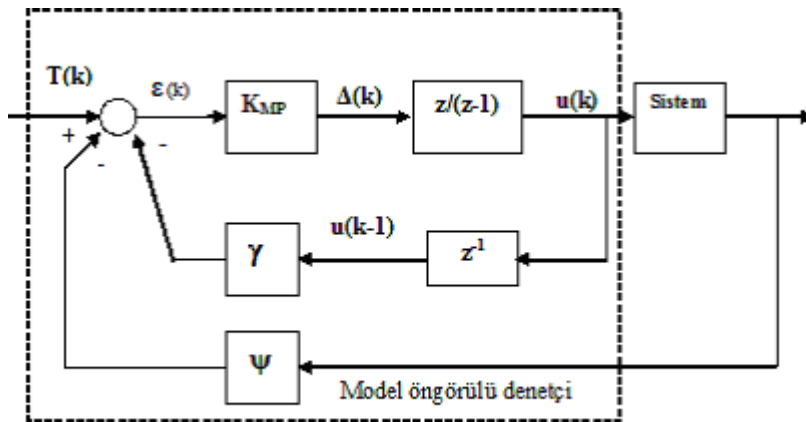 T(k)
ε(k)
K_MP
Δ(k)
z/(z-1)
u(k)
Sistem
+
-
-
γ
u(k-1)
z⁻¹
ψ
Model öngörülü denetçi